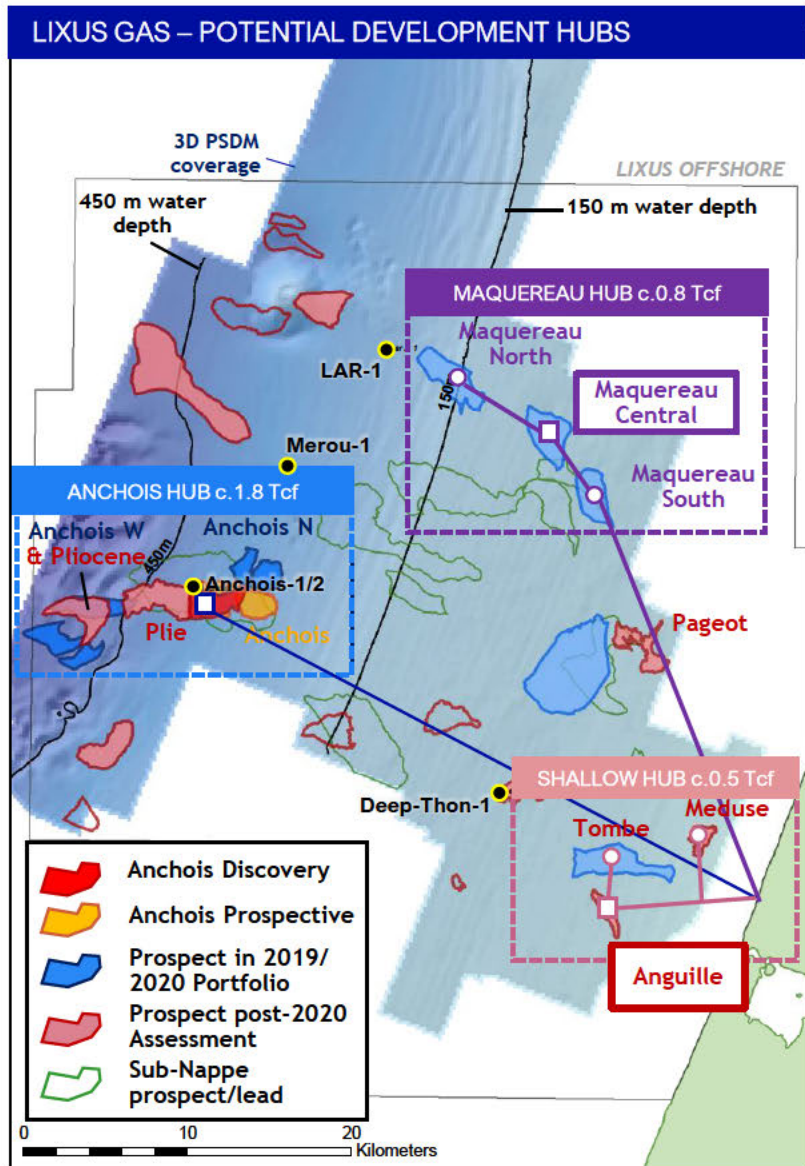 LIXUS GAS – POTENTIAL DEVELOPMENT HUBS
3D PSDM
coverage
LIXUS OFFSHORE
450 m water
depth
150 m water depth
MAQUEREAU HUB c.0.8 Tcf
Maquereau
North
LAR-1
Maquereau
Central
Merou-1
Maquereau
South
ANCHOIS HUB c.1.8 Tcf
Anchois W
& Pliocene
Anchois N
450m
Anchois-1/2
Plie
Anchois
Pageot
SHALLOW HUB c.0.5 Tcf
Deep-Thon-1
Meduse
Tombe
Anguille
Anchois Discovery
Anchois Prospective
Prospect in 2019/
2020 Portfolio
Prospect post-2020
Assessment
Sub-Nappe
prospect/lead
0 10 20
Kilometers